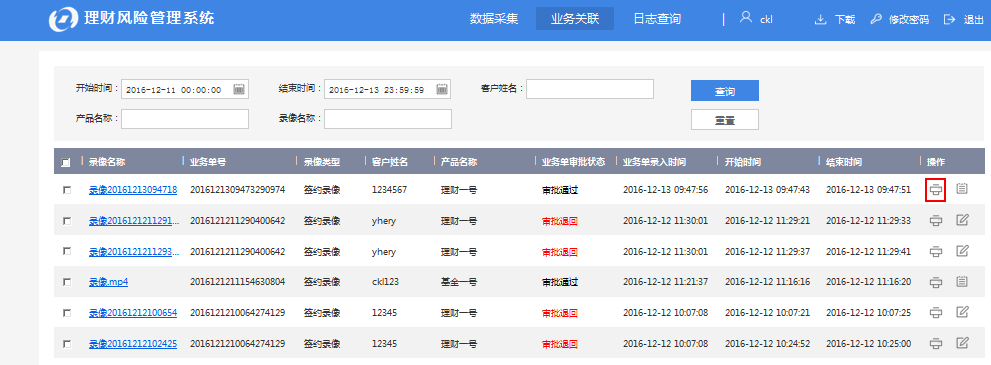 理财风险管理系统 数据采集 业务关联 日志查询 | ckl 下载 修改密码 退出
开始时间： 2016-12-11 00:00:00 结束时间： 2016-12-13 23:59:59 客户姓名： 查询
产品名称： 录像名称： 重置
录像名称 业务单号 录像类型 客户姓名 产品名称 业务单审批状态 业务单录入时间 开始时间 结束时间 操作
录像20161213094718 2016121309473290974 签约录像 1234567 理财一号 审批通过 2016-12-13 09:47:56 2016-12-13 09:47:43 2016-12-13 09:47:51
录像2016121211291... 2016121211290400642 签约录像 yhery 理财一号 审批退回 2016-12-12 11:30:01 2016-12-12 11:29:21 2016-12-12 11:29:33
录像2016121211293... 2016121211290400642 签约录像 yhery 理财一号 审批退回 2016-12-12 11:30:01 2016-12-12 11:29:37 2016-12-12 11:29:41
录像.mp4 2016121211154630804 签约录像 ckl123 基金一号 审批通过 2016-12-12 11:21:37 2016-12-12 11:16:16 2016-12-12 11:16:20
录像20161212100654 2016121210064274129 签约录像 12345 理财一号 审批退回 2016-12-12 10:07:08 2016-12-12 10:07:21 2016-12-12 10:07:25
录像20161212102425 2016121210064274129 签约录像 12345 理财一号 审批退回 2016-12-12 10:07:08 2016-12-12 10:24:52 2016-12-12 10:25:00